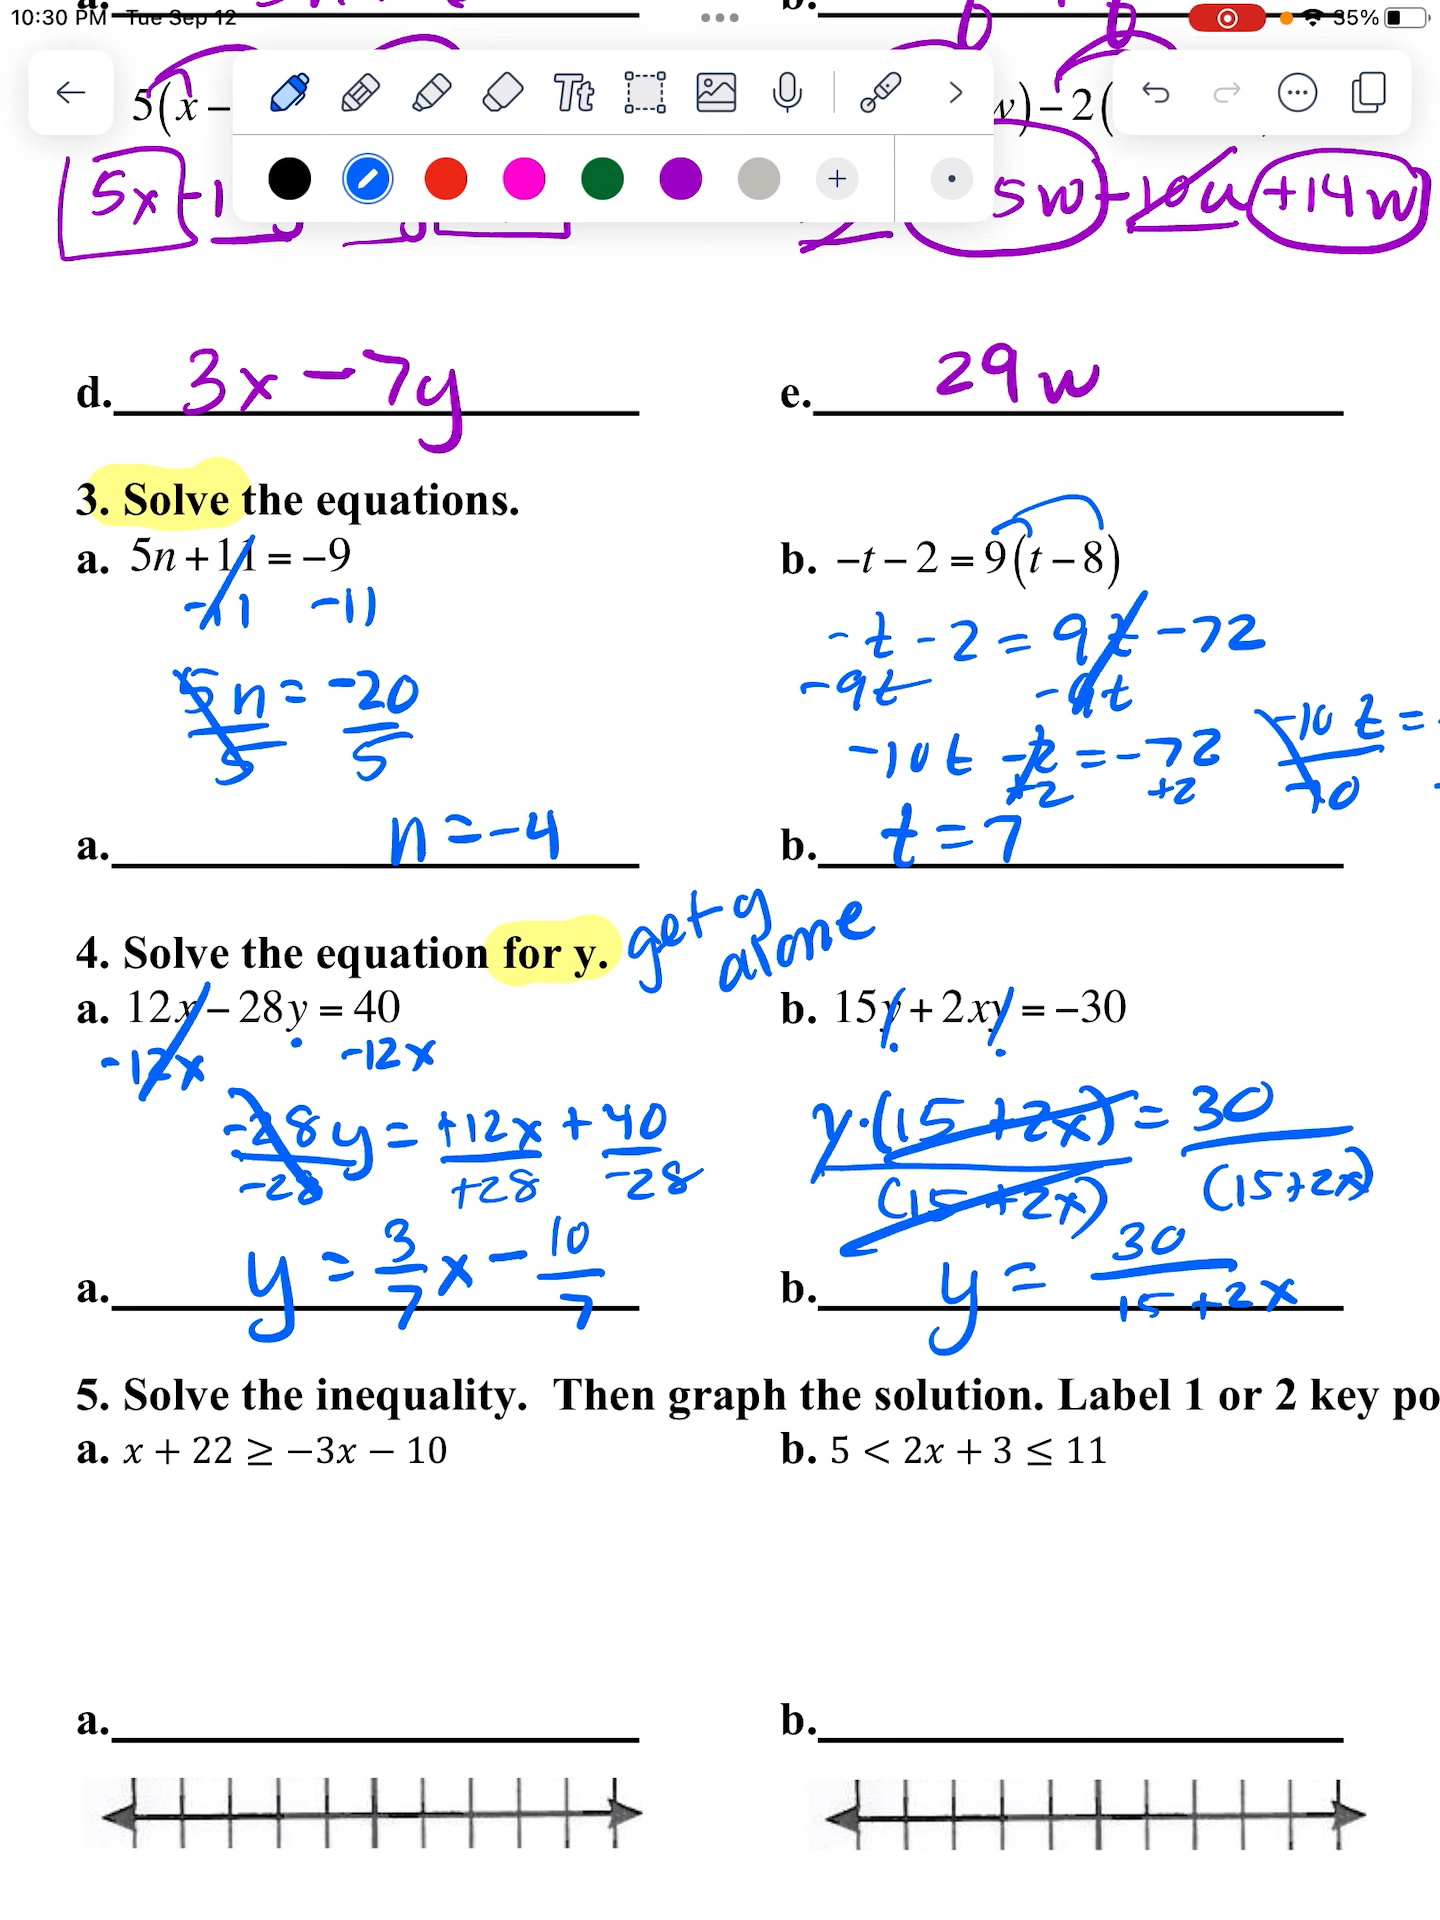 10:30 PM Tue Sep 12
35%
5(x –
w) – 2(
Tt
5x - 1
5w - 10u + 14w
d. 3x - 7y
e. 29w
3. Solve the equations.
a. 5n + 11 = –9
-11 -11
5n = -20
5 5
a. n = -4
b. –t – 2 = 9(t – 8)
-t - 2 = 9t - 72
-9t -9t
-10t -2 = -72
+2 +2
-10t =
-10
b. t = 7
4. Solve the equation for y. get y alone
a. 12x – 28y = 40
-12x -12x
-28y = +12x + 40
-28 +28 -28
a. y = 3/7 x - 10/7
b. 15y + 2xy = –30
y·(15+2x) = 30
(15+2x) (15+2x)
b. y = 30
15+2x
5. Solve the inequality. Then graph the solution. Label 1 or 2 key po
a. x + 22 ≥ −3x − 10
b. 5 < 2x + 3 ≤ 11
a.
b.